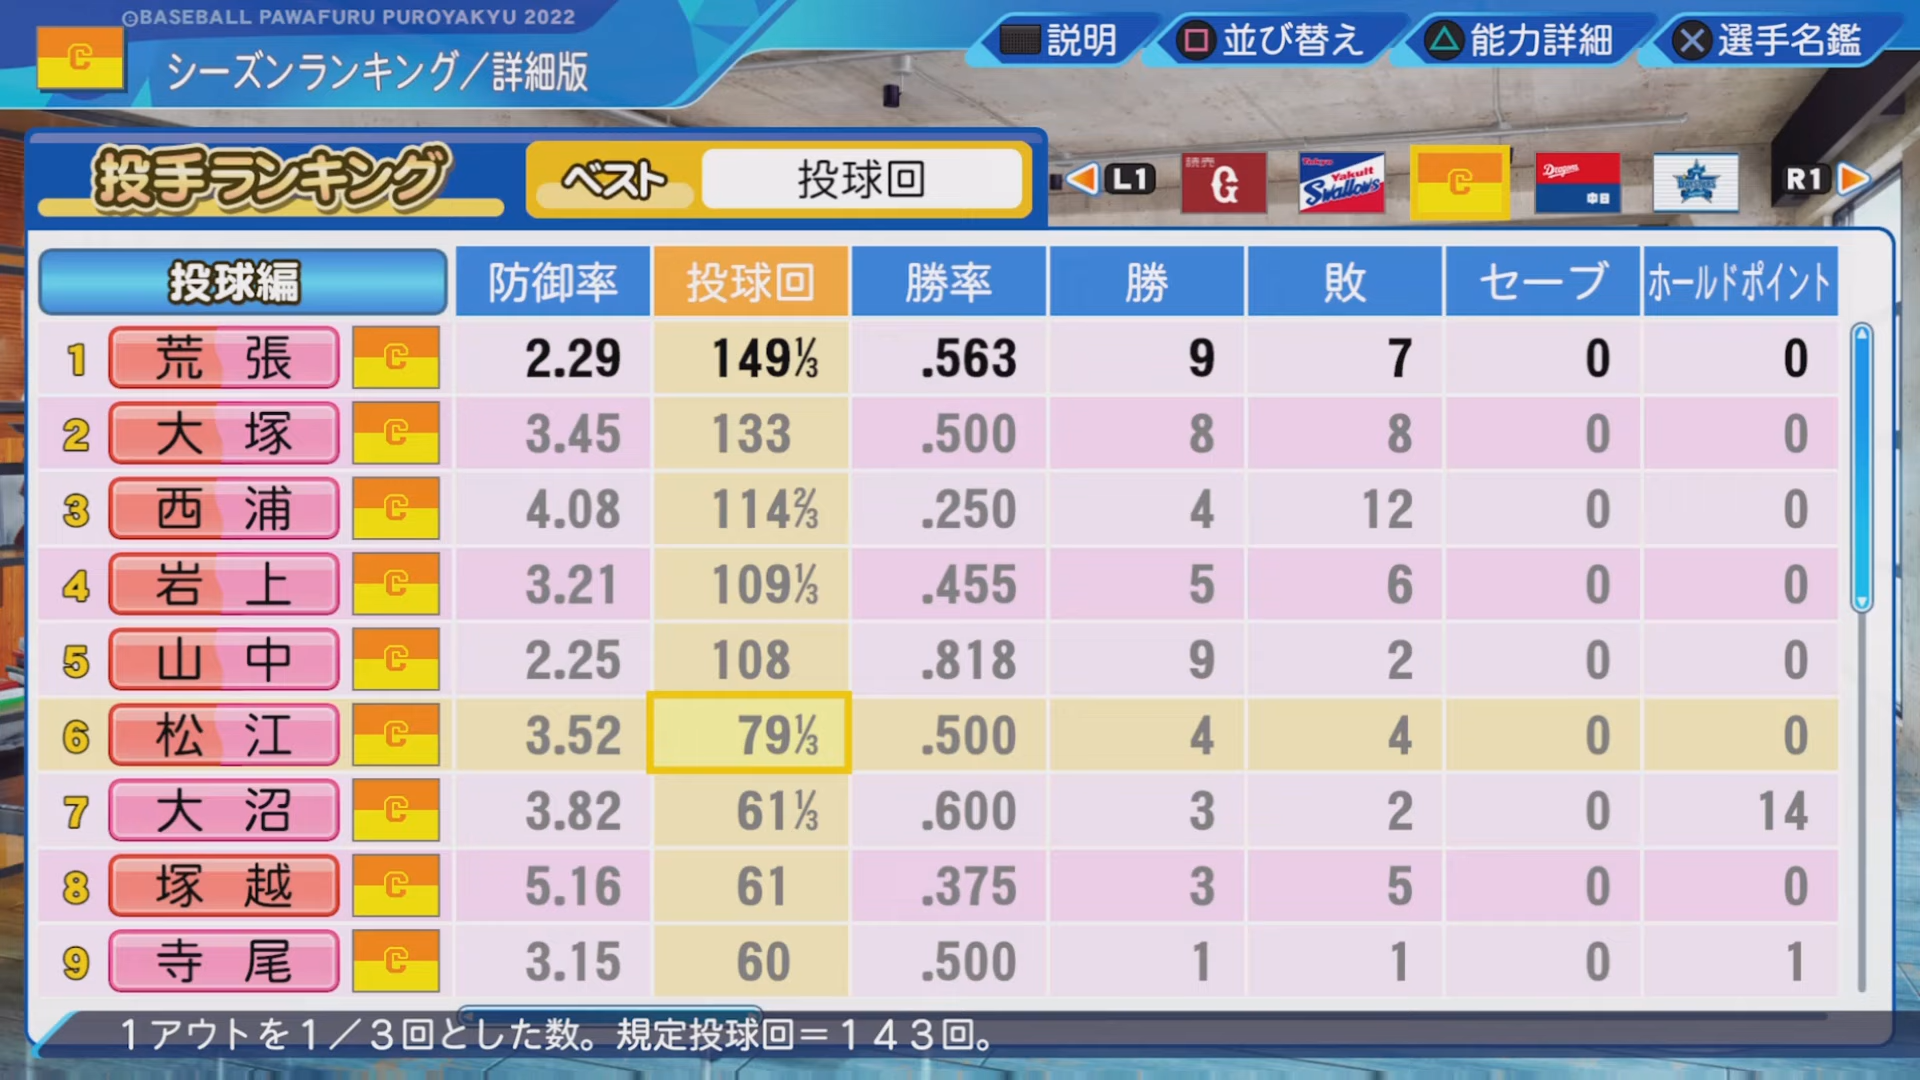 ©BASEBALL PAWAFURU PUROYAKYU 2022
C シーズンランキング／詳細版
説明 並び替え 能力詳細 選手名鑑
投手ランキング ベスト 投球回
L1 読売 G Tokyo Yakult Swallows C Dragons 中日 R1
投球編 防御率 投球回 勝率 勝 敗 セーブ ホールドポイント
1 荒張 C 2.29 149⅓ .563 9 7 0 0
2 大塚 C 3.45 133 .500 8 8 0 0
3 西浦 C 4.08 114⅔ .250 4 12 0 0
4 岩上 C 3.21 109⅓ .455 5 6 0 0
5 山中 C 2.25 108 .818 9 2 0 0
6 松江 C 3.52 79⅓ .500 4 4 0 0
7 大沼 C 3.82 61⅓ .600 3 2 0 14
8 塚越 C 5.16 61 .375 3 5 0 0
9 寺尾 C 3.15 60 .500 1 1 0 1
１アウトを１／３回とした数。規定投球回＝１４３回。